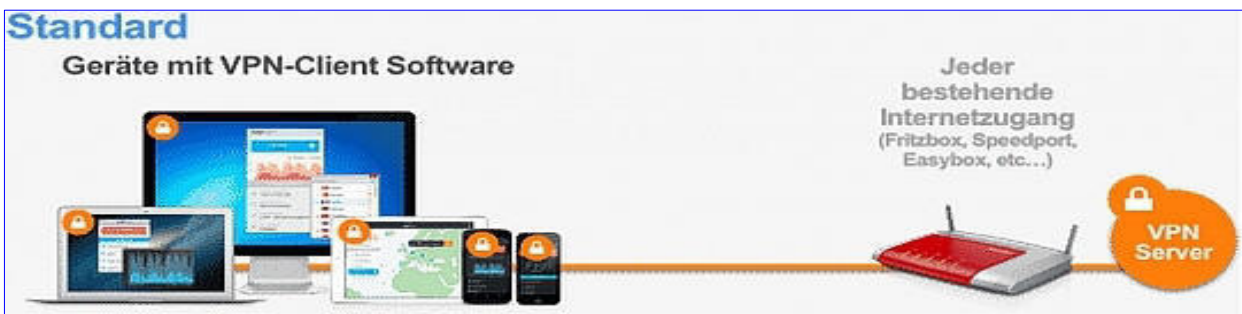 Standard
Geräte mit VPN-Client Software
Jeder
bestehende
Internetzugang
(Fritzbox, Speedport,
Easybox, etc...)
VPN
Server